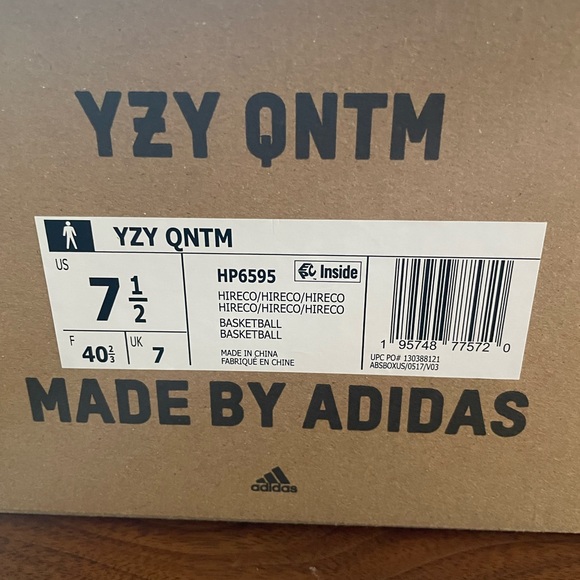 YZY QNTM
YZY QNTM
US
7 1/2
F
40 2/3
UK
7
HP6595
Inside
HIRECO/HIRECO/HIRECO
HIRECO/HIRECO/HIRECO
BASKETBALL
BASKETBALL
MADE IN CHINA
FABRIQUÉ EN CHINE
1 95748 77572 0
UPC PO# 130388121
ABSBOXUS/0517/V03
MADE BY ADIDAS
adidas